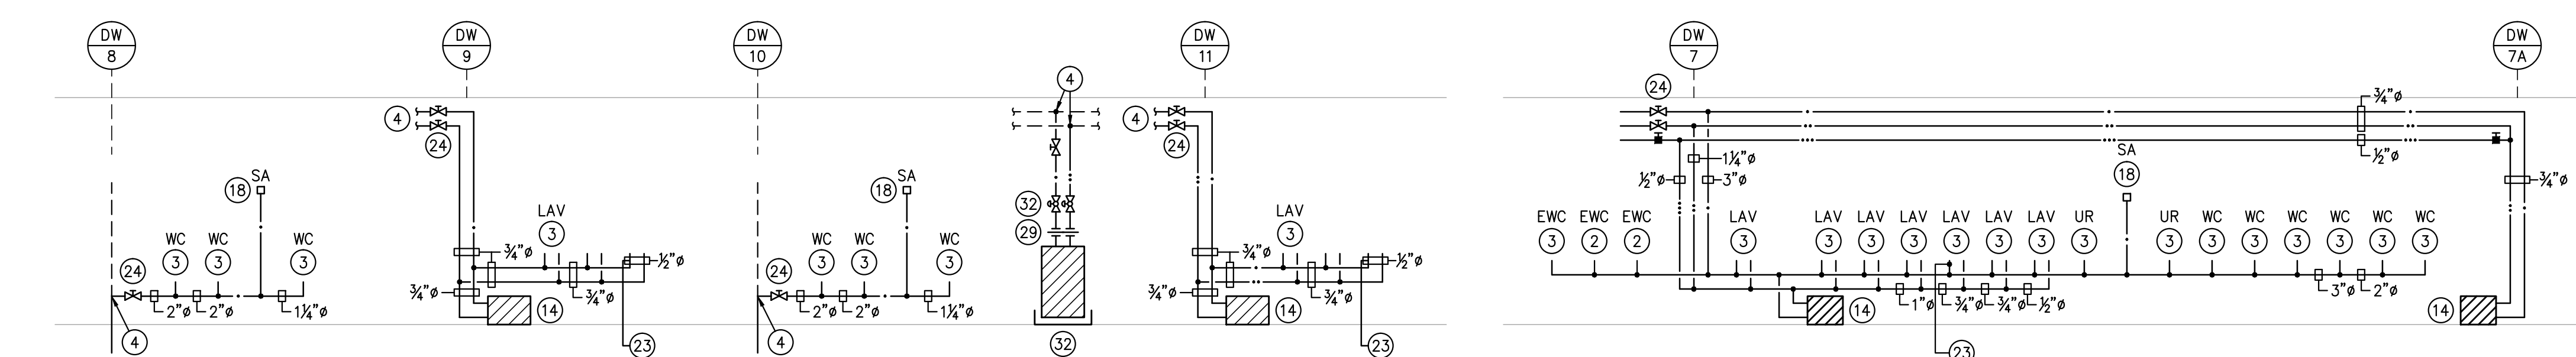 DW DW DW DW DW DW
8 9 10 11 7 7A
4
24
3/4"ø
4 4
24 24
SA
1/2"ø
1 1/4"ø
SA SA
18 18 18
1/2"ø 3"ø 3/4"ø
32
LAV LAV EWC EWC EWC LAV LAV LAV LAV LAV LAV LAV UR UR WC WC WC WC WC WC
3 29 3 3 2 2 3 3 3 3 3 3 3 3 3 3 3 3 3 3 3
WC WC WC WC WC WC
3 3 3 3 3 3
3/4"ø 3/4"ø
1/2"ø 1/2"ø
24 24
3/4"ø 3/4"ø 3/4"ø 3/4"ø
3"ø 2"ø
2"ø 2"ø 1 1/4"ø 14 2"ø 2"ø 1 1/4"ø 14 14 1"ø 3/4"ø 3/4"ø 1/2"ø 14
4 23 4 32 23 23